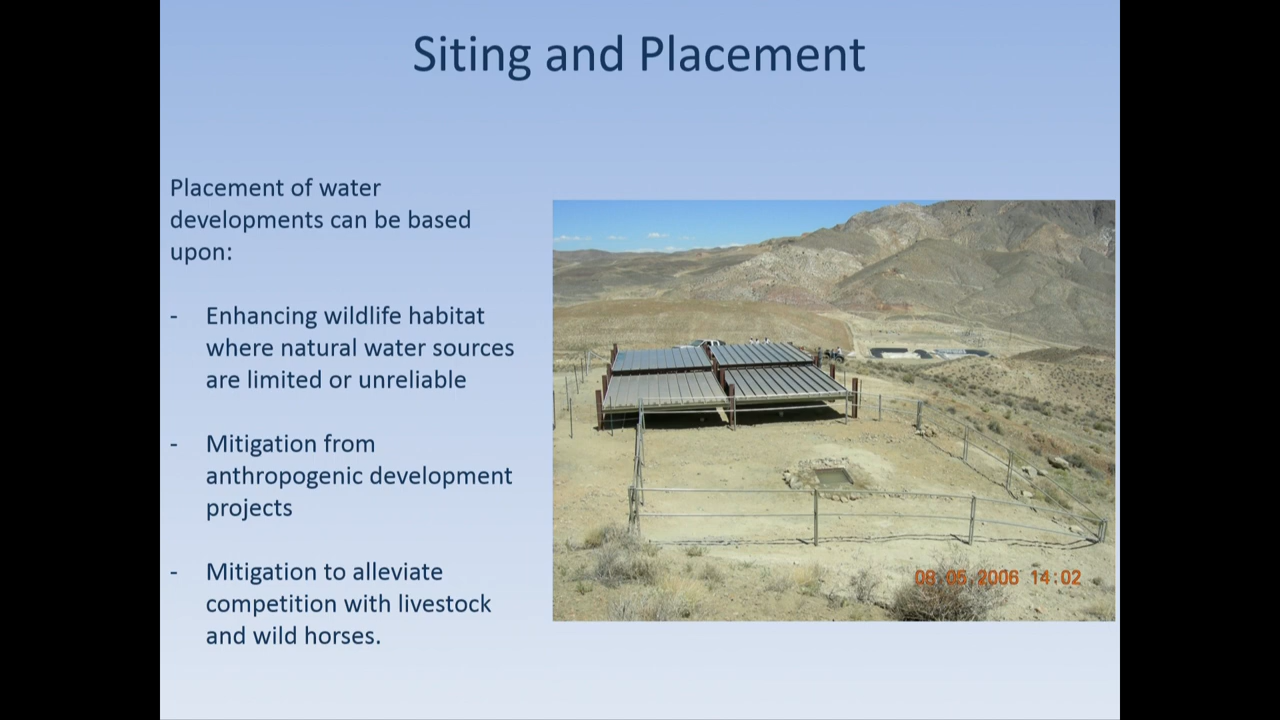 Siting and Placement
Placement of water
developments can be based
upon:
- Enhancing wildlife habitat
where natural water sources
are limited or unreliable
- Mitigation from
anthropogenic development
projects
- Mitigation to alleviate
competition with livestock
and wild horses.
08 05 2006 14:02